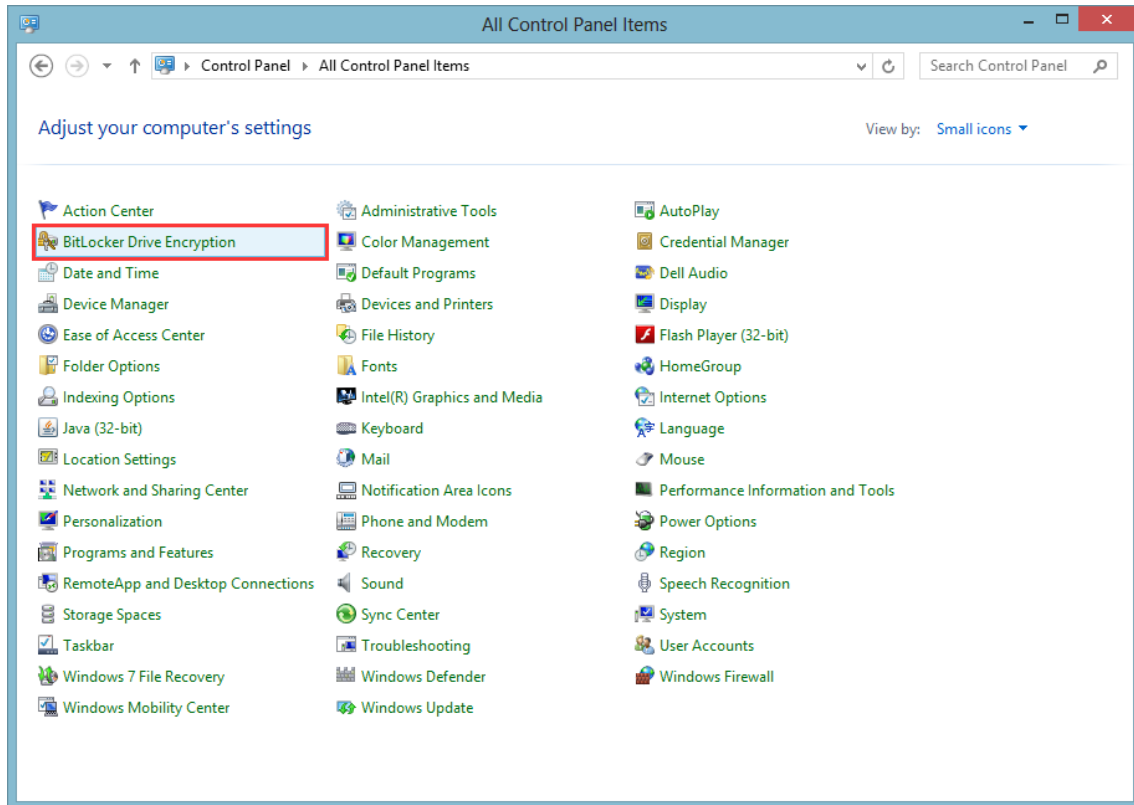 All Control Panel Items
Control Panel All Control Panel Items Search Control Panel
Adjust your computer's settings View by: Small icons
Action Center Administrative Tools AutoPlay
BitLocker Drive Encryption Color Management Credential Manager
Date and Time Default Programs Dell Audio
Device Manager Devices and Printers Display
Ease of Access Center File History Flash Player (32-bit)
Folder Options Fonts HomeGroup
Indexing Options Intel(R) Graphics and Media Internet Options
Java (32-bit) Keyboard Language
Location Settings Mail Mouse
Network and Sharing Center Notification Area Icons Performance Information and Tools
Personalization Phone and Modem Power Options
Programs and Features Recovery Region
RemoteApp and Desktop Connections Sound Speech Recognition
Storage Spaces Sync Center System
Taskbar Troubleshooting User Accounts
Windows 7 File Recovery Windows Defender Windows Firewall
Windows Mobility Center Windows Update